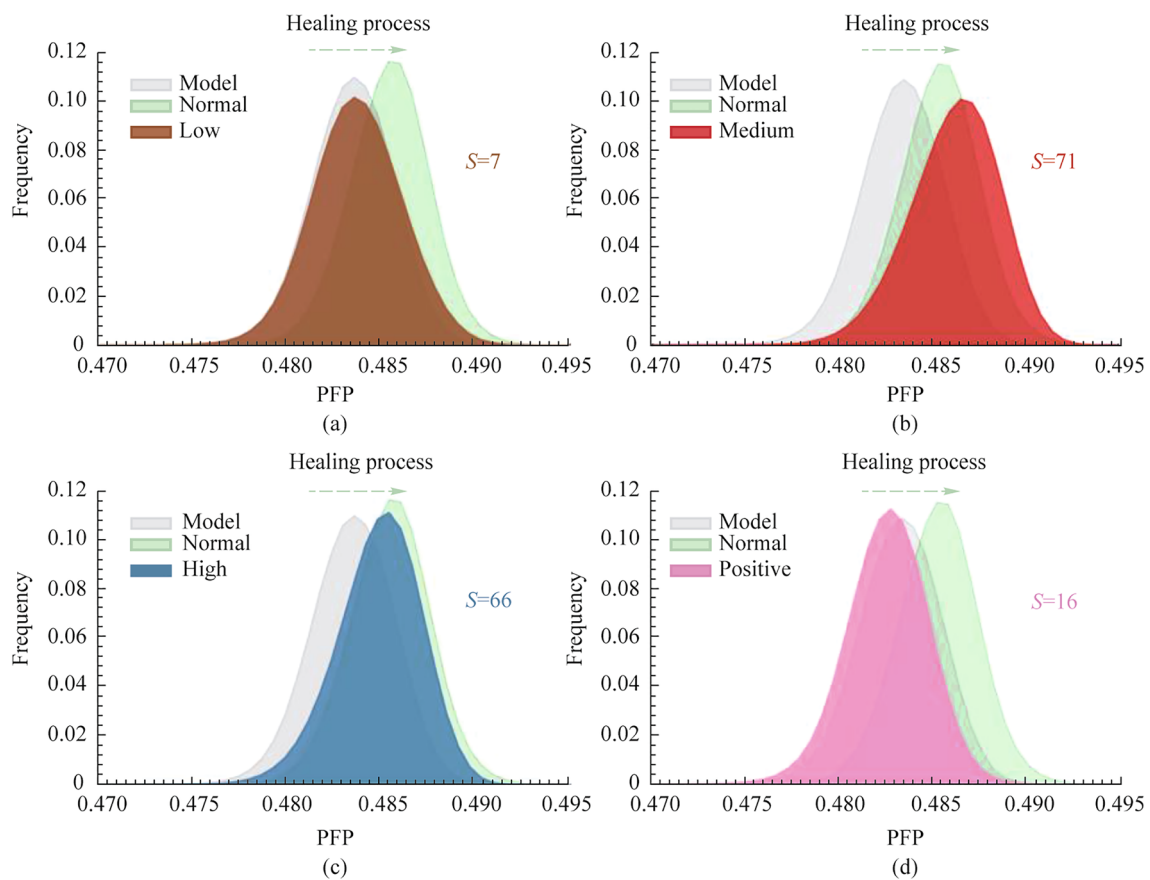 Healing process
0.12
0.10
0.08
0.06
0.04
0.02
0
Frequency
Model
Normal
Low
S=7
0.470 0.475 0.480 0.485 0.490 0.495
PFP
(a)
Healing process
0.12
0.10
0.08
0.06
0.04
0.02
0
Frequency
Model
Normal
Medium
S=71
0.470 0.475 0.480 0.485 0.490 0.495
PFP
(b)
Healing process
0.12
0.10
0.08
0.06
0.04
0.02
0
Frequency
Model
Normal
High
S=66
0.470 0.475 0.480 0.485 0.490 0.495
PFP
(c)
Healing process
0.12
0.10
0.08
0.06
0.04
0.02
0
Frequency
Model
Normal
Positive
S=16
0.470 0.475 0.480 0.485 0.490 0.495
PFP
(d)